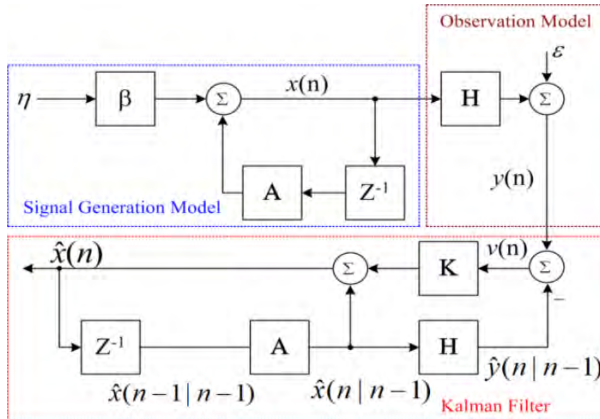 Observation Model
ε
η
β
Σ
x(n)
H
Σ
A
Z⁻¹
y(n)
Signal Generation Model
x̂(n)
Σ
K
v(n)
Σ
−
Z⁻¹
A
H
x̂(n−1|n−1)
x̂(n|n−1)
ŷ(n|n−1)
Kalman Filter